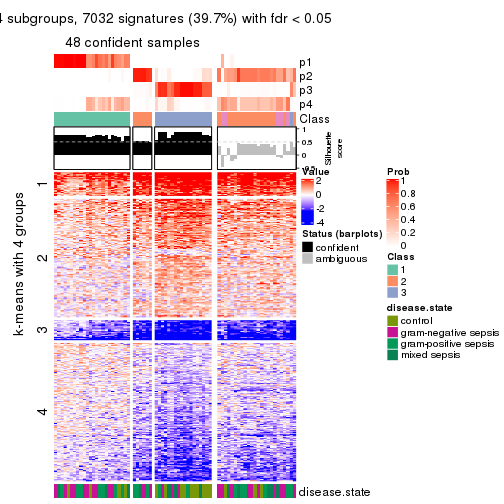 4 subgroups, 7032 signatures (39.7%) with fdr < 0.05
48 confident samples
p1
p2
p3
p4
Class
1
0.5
0
-0.5
Silhouette
score
k-means with 4 groups
1
2
3
4
disease.state
Value
2
0
-2
-4
Status (barplots)
confident
ambiguous
Prob
1
0.8
0.6
0.4
0.2
0
Class
1
2
3
disease.state
control
gram-negative sepsis
gram-positive sepsis
mixed sepsis